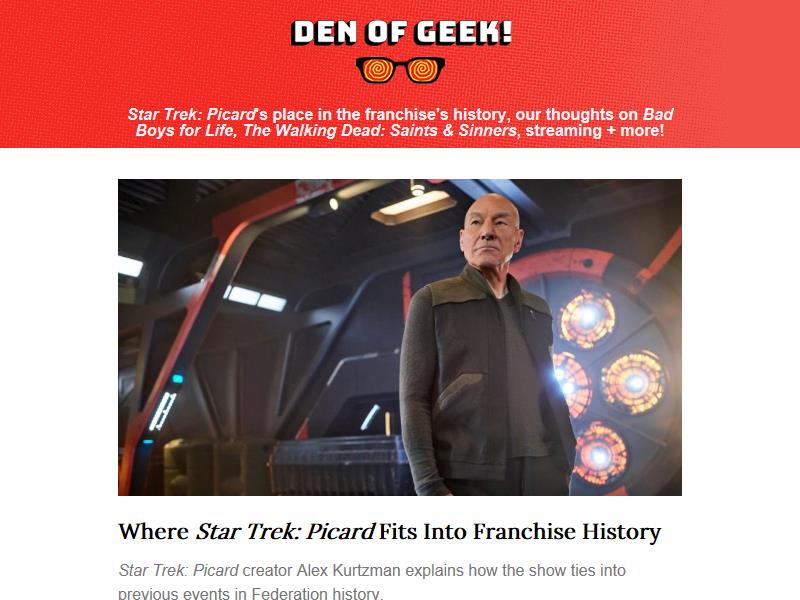 DEN OF GEEK!
Star Trek: Picard's place in the franchise's history, our thoughts on Bad
Boys for Life, The Walking Dead: Saints & Sinners, streaming + more!
Where Star Trek: Picard Fits Into Franchise History
Star Trek: Picard creator Alex Kurtzman explains how the show ties into
previous events in Federation history.